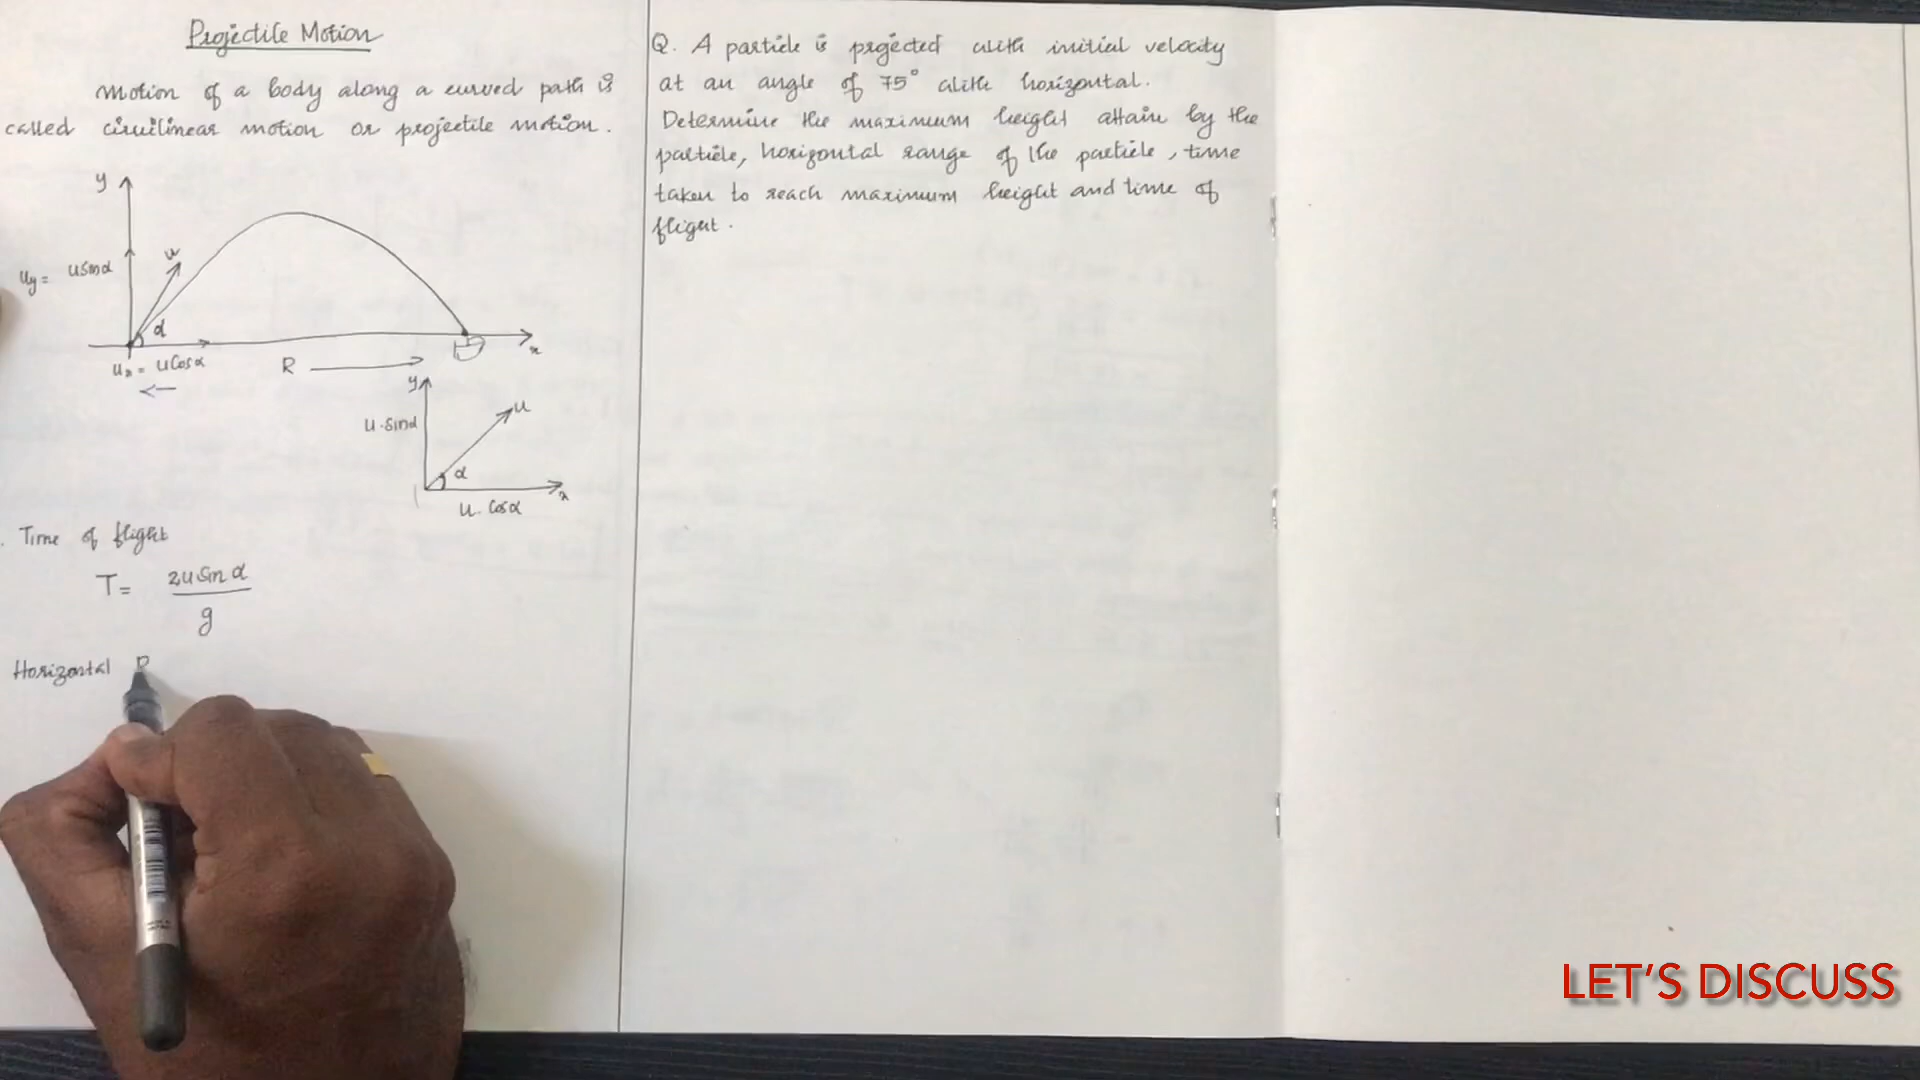 Projectile Motion
Motion of a body along a curved path is
called cirvilinear motion or projectile motion.
y
u
uy = usinα
α
x
ux = uCosα
R
y
u
u.sinα
α
x
u. Cosα
. Time of flight
T = 2usinα
g
Horizontal R
Q. A particle is projected with initial velocity
at an angle of 75° with horizontal.
Determine the maximum height attain by the
particle, horizontal range of the particle, time
taken to reach maximum height and time of
flight.
LET'S DISCUSS